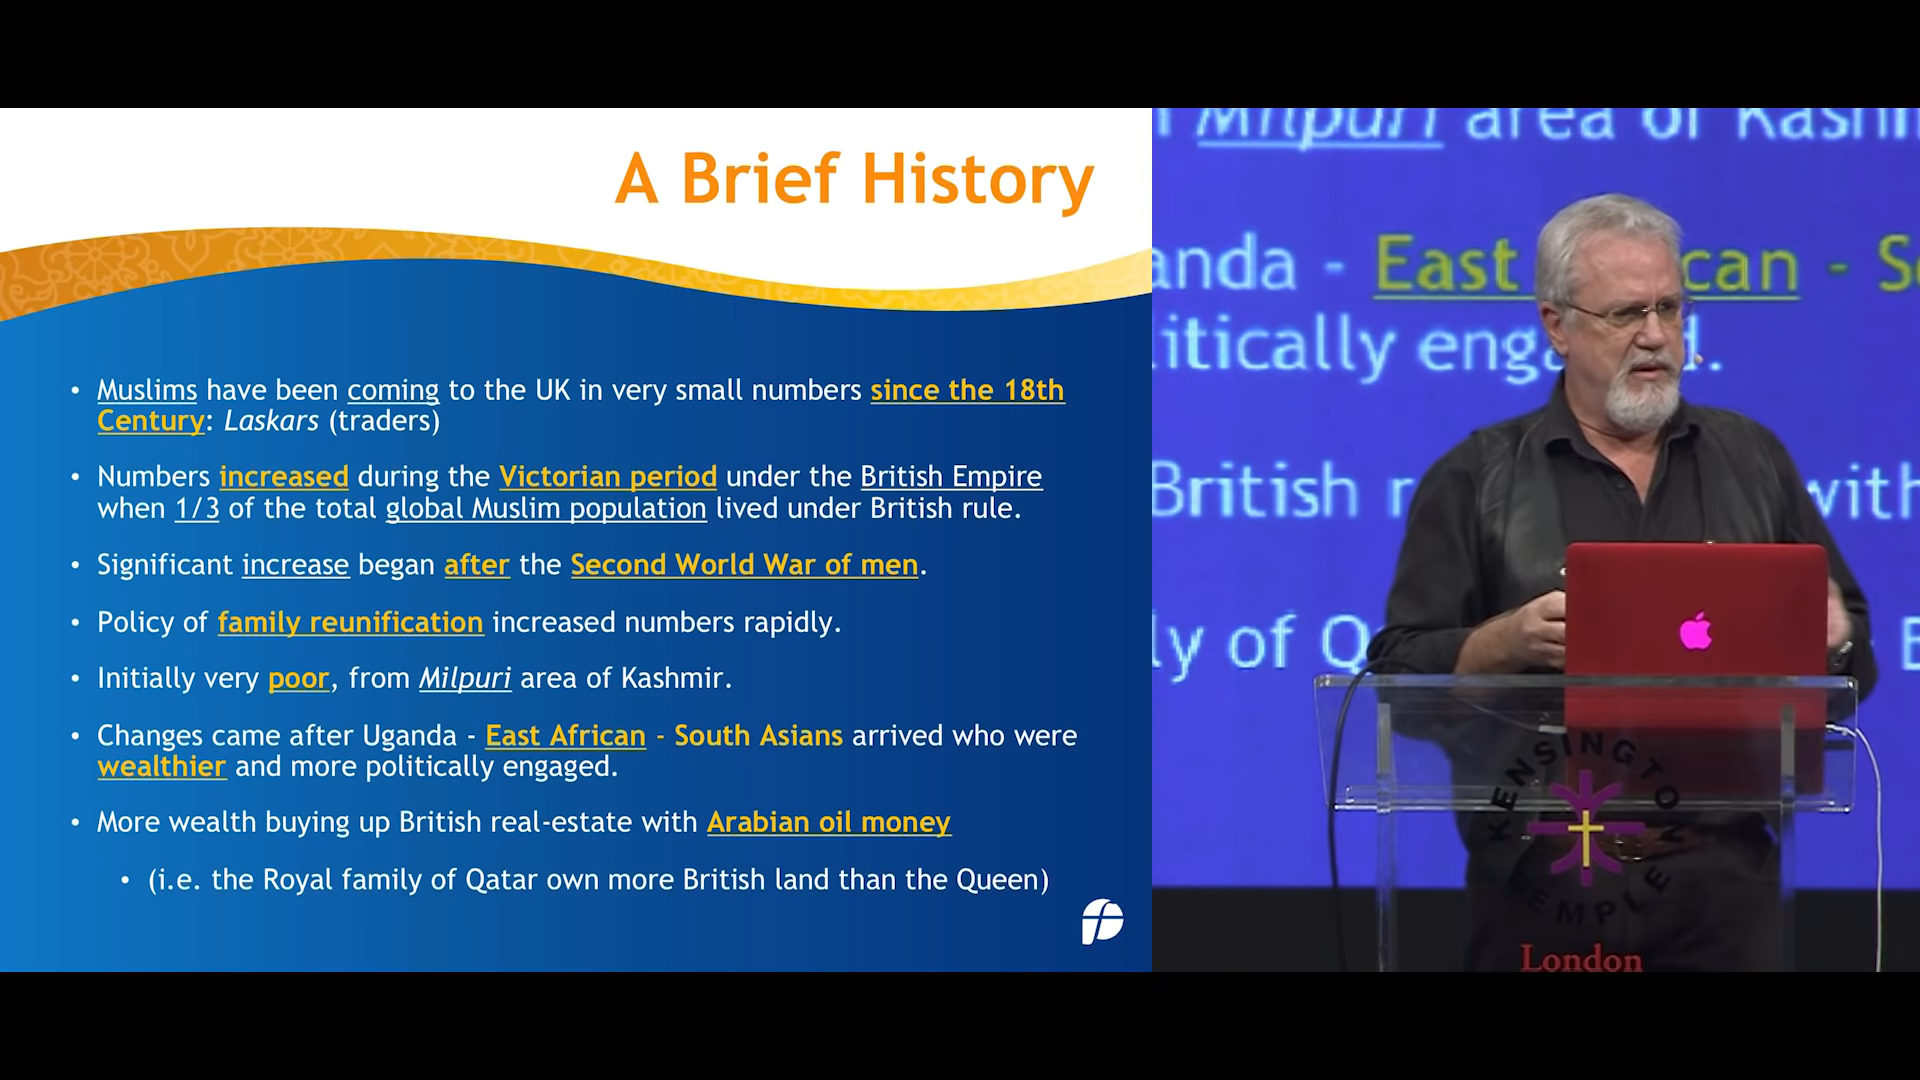 A Brief History
• Muslims have been coming to the UK in very small numbers since the 18th
Century: Laskars (traders)
• Numbers increased during the Victorian period under the British Empire
when 1/3 of the total global Muslim population lived under British rule.
• Significant increase began after the Second World War of men.
• Policy of family reunification increased numbers rapidly.
• Initially very poor, from Milpuri area of Kashmir.
• Changes came after Uganda - East African - South Asians arrived who were
wealthier and more politically engaged.
• More wealth buying up British real-estate with Arabian oil money
• (i.e. the Royal family of Qatar own more British land than the Queen)
Milpuri area of Kashm
anda - East can - S
itically eng d.
British r with
ly of Q
KENSINGTON
TEMPLE
London